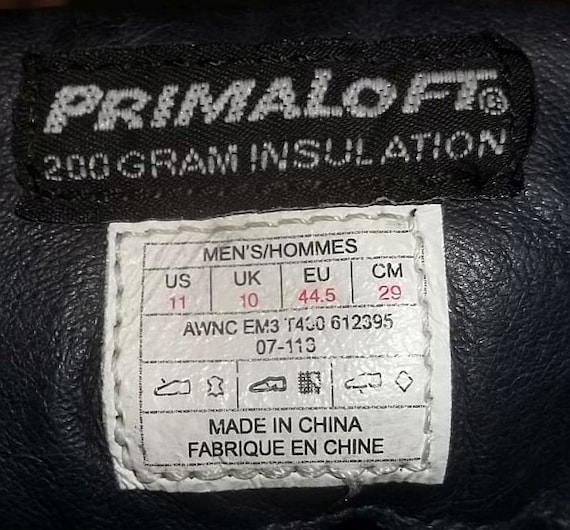 PRIMALOFT®
200 GRAM INSULATION
MEN'S/HOMMES
US UK EU CM
11 10 44.5 29
AWNC EM3 T430 612395
07-113
MADE IN CHINA
FABRIQUE EN CHINE